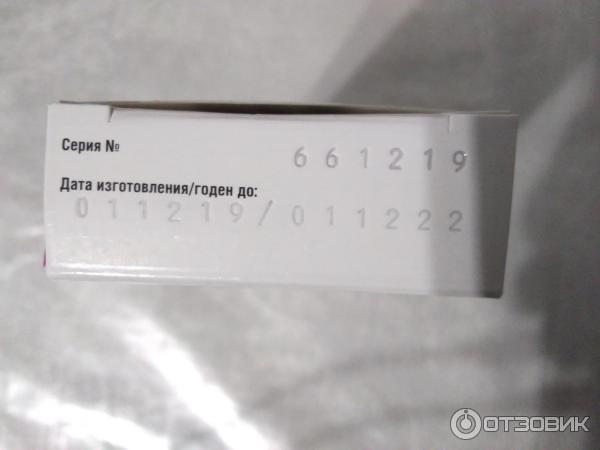 Серия № 661219
Дата изготовления/годен до:
011219/011222
ОТЗОВИК